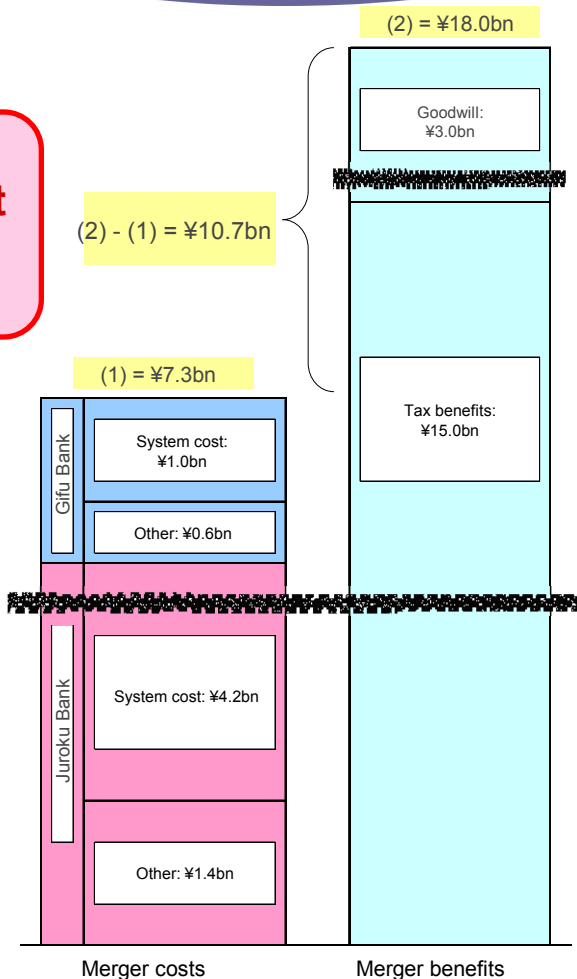 (2) = ¥18.0bn
Goodwill:
¥3.0bn
t
(2) - (1) = ¥10.7bn
(1) = ¥7.3bn
Gifu Bank
System cost:
¥1.0bn
Other: ¥0.6bn
Tax benefits:
¥15.0bn
Juroku Bank
System cost: ¥4.2bn
Other: ¥1.4bn
Merger costs
Merger benefits